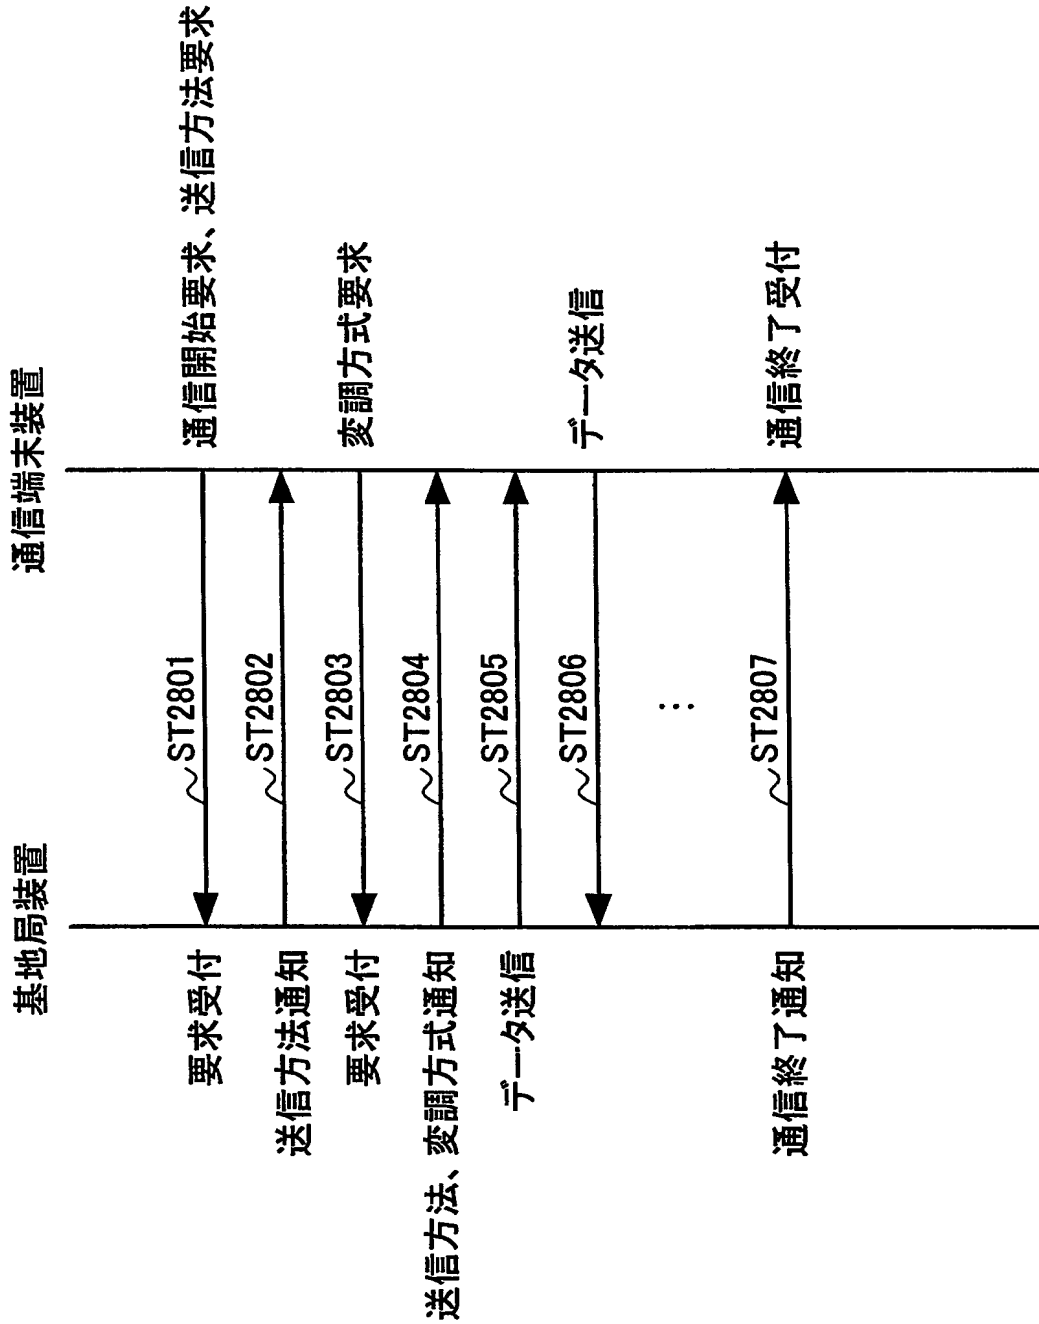 基地局装置
通信端末装置
要求受付
ST2801
通信開始要求、送信方法要求
送信方法通知
ST2802
要求受付
ST2803
変調方式要求
送信方法、変調方式通知
ST2804
データ送信
ST2805
ST2806
データ送信
…
通信終了通知
ST2807
通信終了受付